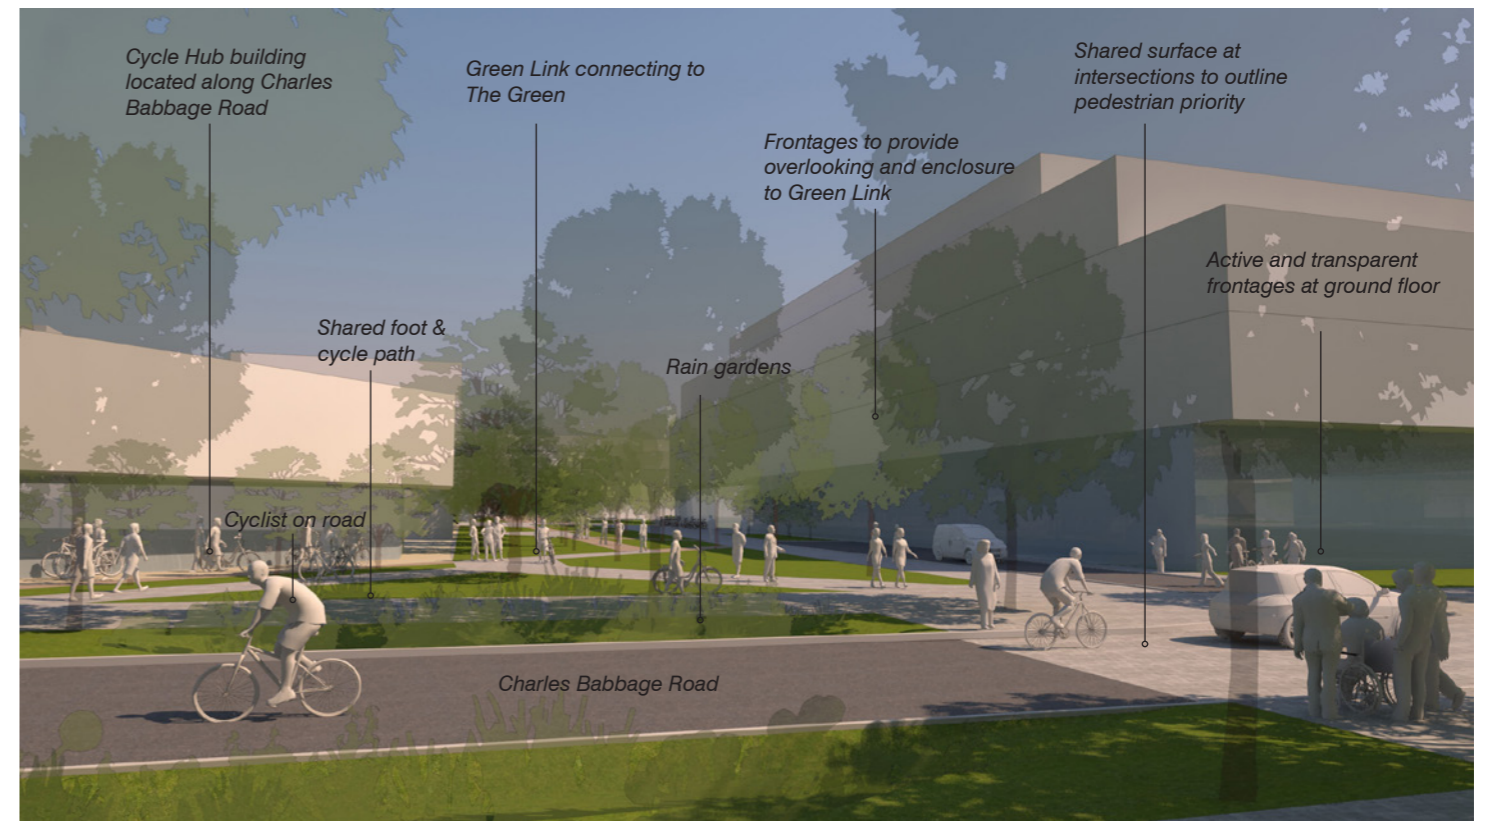 Cycle Hub building
located along Charles
Babbage Road
Green Link connecting to
The Green
Shared surface at
intersections to outline
pedestrian priority
Frontages to provide
overlooking and enclosure
to Green Link
Active and transparent
frontages at ground floor
Shared foot &
cycle path
Rain gardens
Cyclist on road
Charles Babbage Road